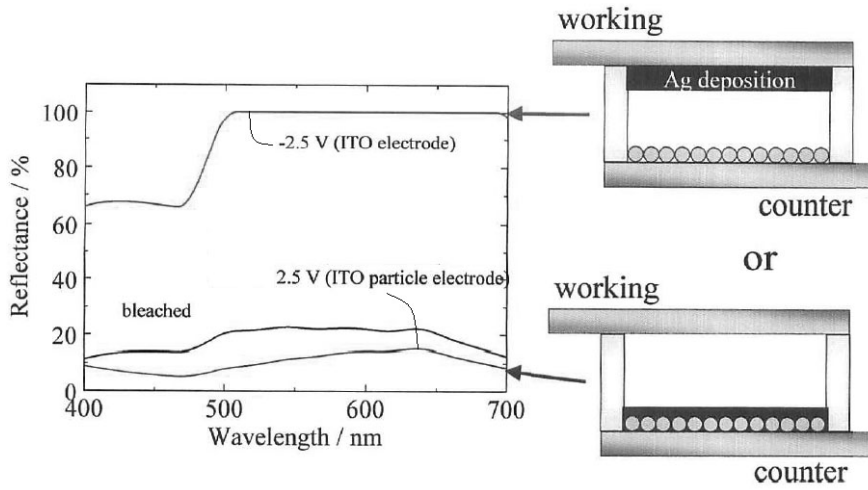 working
Ag deposition
counter
or
working
counter
Reflectance / %
100
80
60
40
20
0
-2.5 V (ITO electrode)
2.5 V (ITO particle electrode)
bleached
400
500
600
700
Wavelength / nm